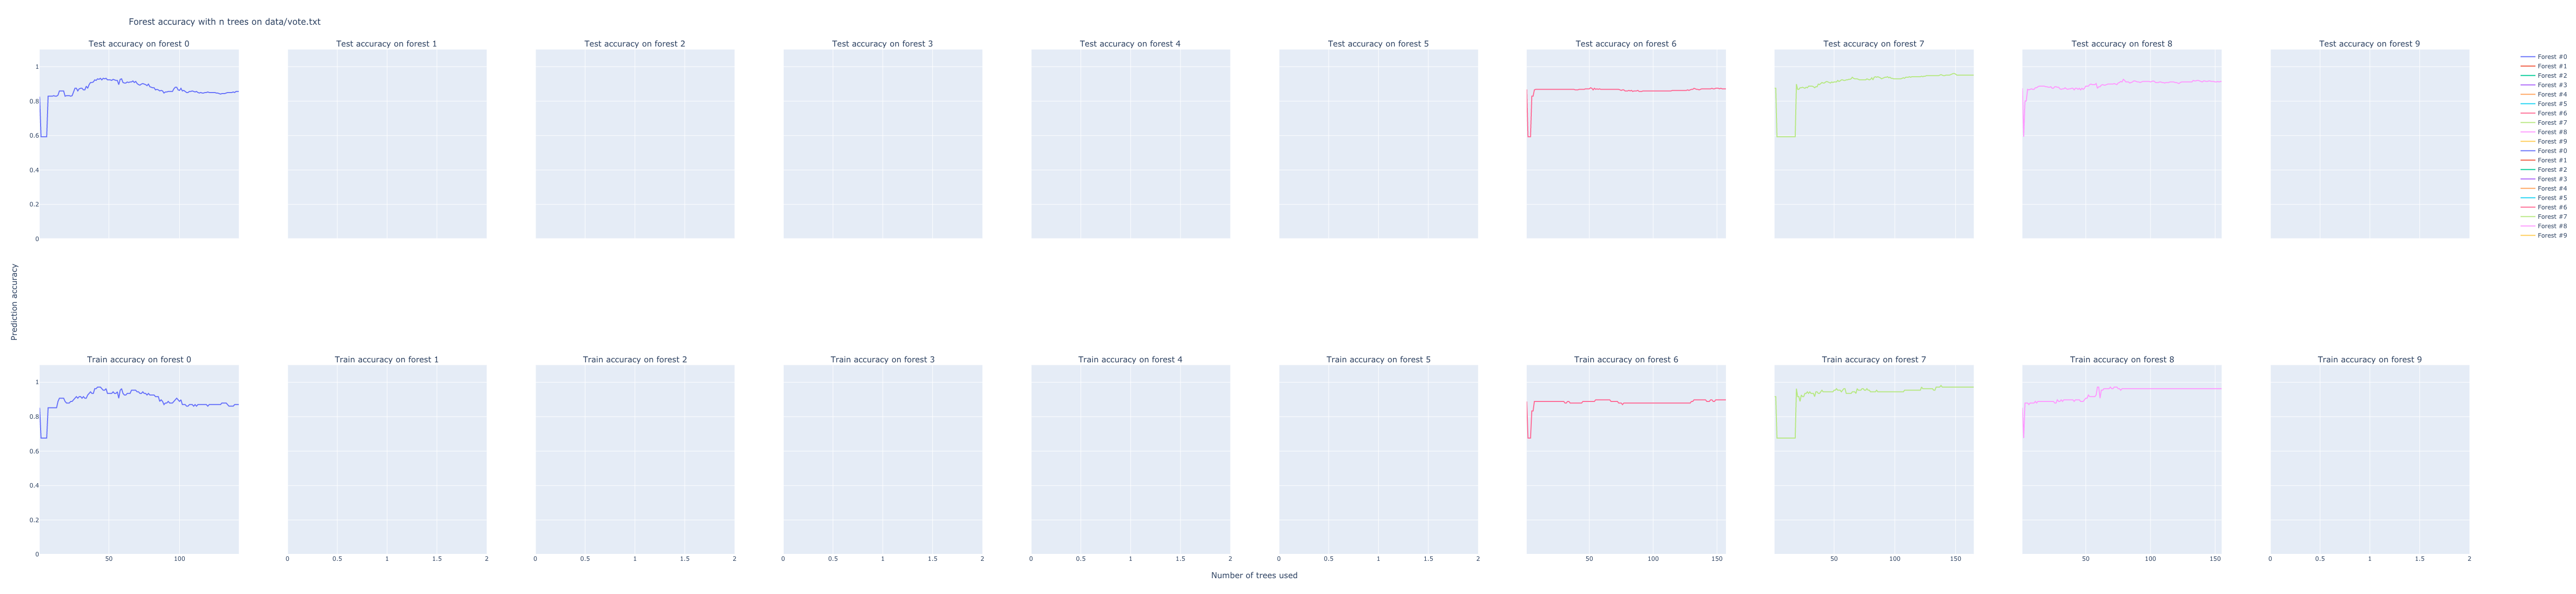 Forest accuracy with n trees on data/vote.txt
Test accuracy on forest 0
Test accuracy on forest 1
Test accuracy on forest 2
Test accuracy on forest 3
Test accuracy on forest 4
Test accuracy on forest 5
Test accuracy on forest 6
Test accuracy on forest 7
Test accuracy on forest 8
Test accuracy on forest 9
1
0.8
0.6
0.4
0.2
0
Forest #0
Forest #1
Forest #2
Forest #3
Forest #4
Forest #5
Forest #6
Forest #7
Forest #8
Forest #9
Forest #0
Forest #1
Forest #2
Forest #3
Forest #4
Forest #5
Forest #6
Forest #7
Forest #8
Forest #9
Prediction accuracy
Train accuracy on forest 0
Train accuracy on forest 1
Train accuracy on forest 2
Train accuracy on forest 3
Train accuracy on forest 4
Train accuracy on forest 5
Train accuracy on forest 6
Train accuracy on forest 7
Train accuracy on forest 8
Train accuracy on forest 9
1
0.8
0.6
0.4
0.2
0
50 100
0 0.5 1 1.5 2
0 0.5 1 1.5 2
0 0.5 1 1.5 2
0 0.5 1 1.5 2
0 0.5 1 1.5 2
50 100 150
50 100 150
50 100 150
0 0.5 1 1.5 2
Number of trees used